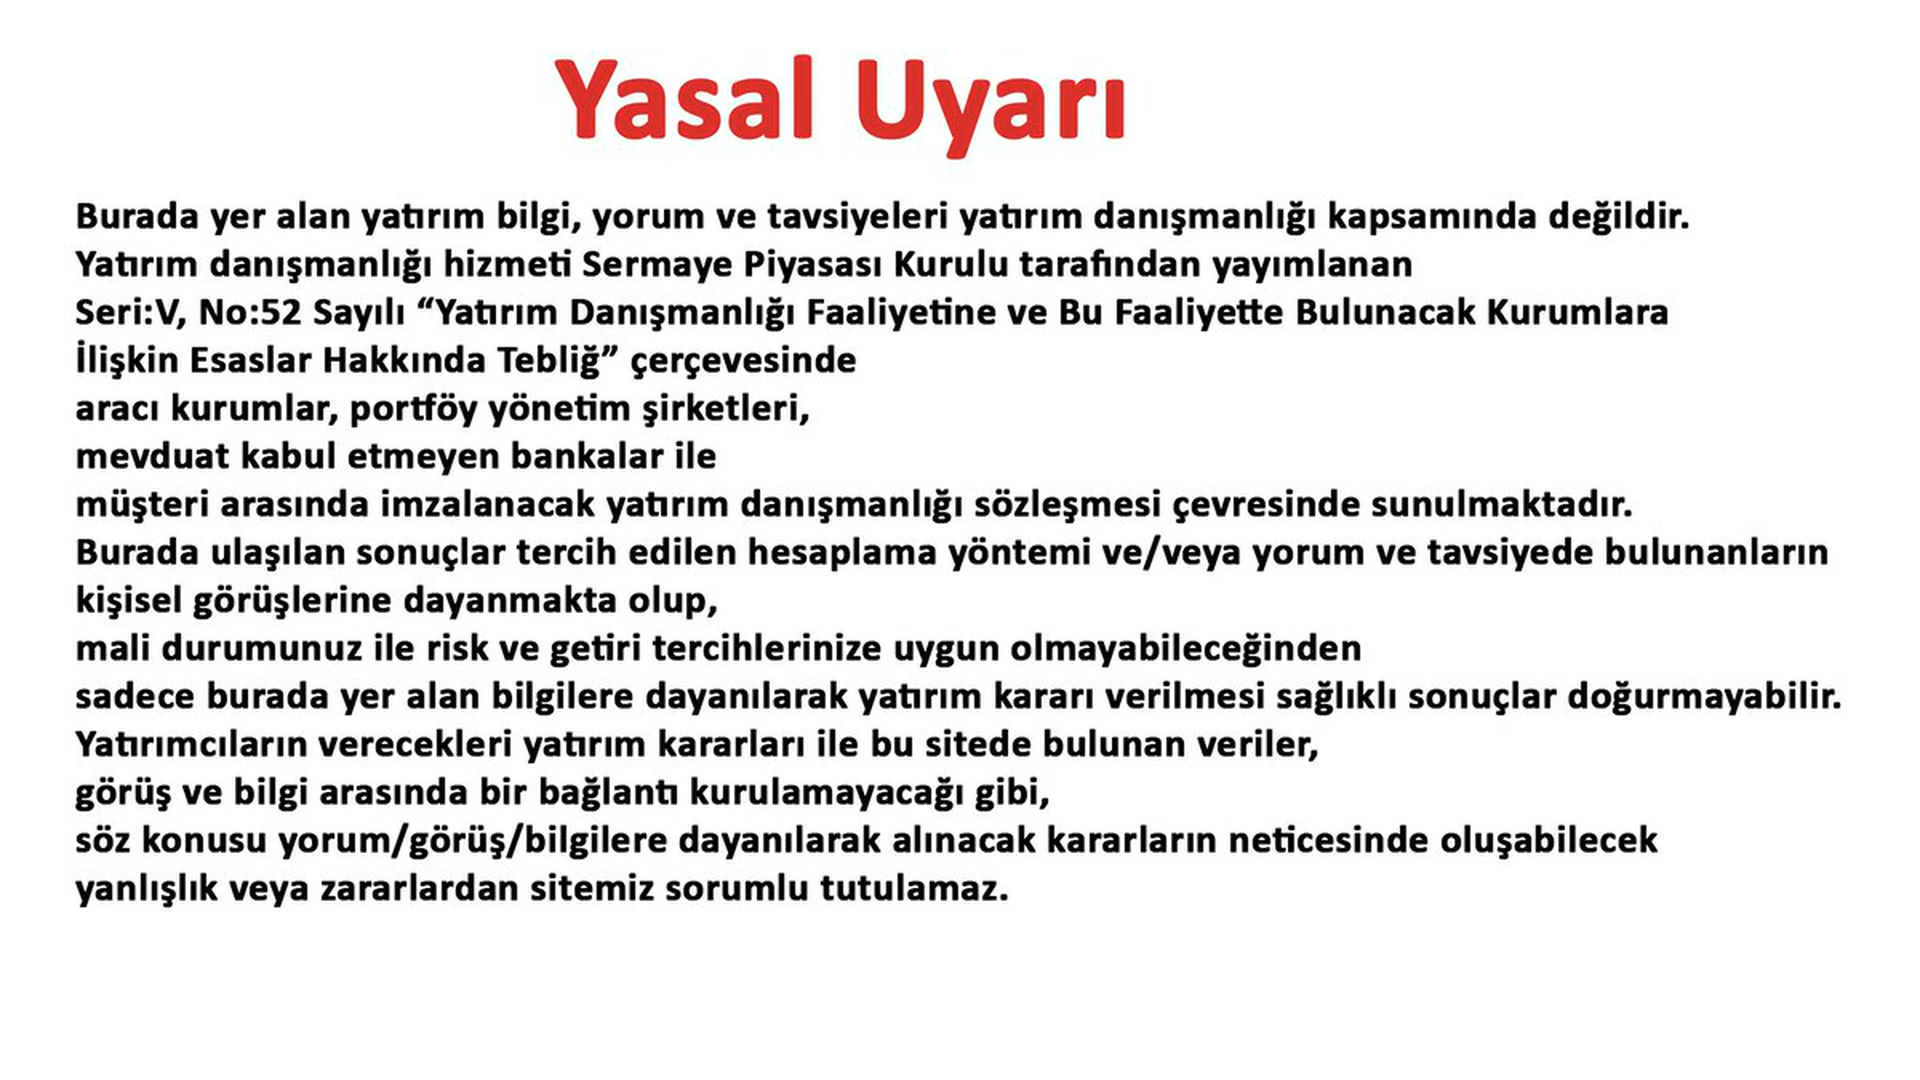 Yasal Uyarı
Burada yer alan yatırım bilgi, yorum ve tavsiyeleri yatırım danışmanlığı kapsamında değildir.
Yatırım danışmanlığı hizmeti Sermaye Piyasası Kurulu tarafından yayımlanan
Seri:V, No:52 Sayılı “Yatırım Danışmanlığı Faaliyetine ve Bu Faaliyette Bulunacak Kurumlara
İlişkin Esaslar Hakkında Tebliğ” çerçevesinde
aracı kurumlar, portföy yönetim şirketleri,
mevduat kabul etmeyen bankalar ile
müşteri arasında imzalanacak yatırım danışmanlığı sözleşmesi çevresinde sunulmaktadır.
Burada ulaşılan sonuçlar tercih edilen hesaplama yöntemi ve/veya yorum ve tavsiyede bulunanların
kişisel görüşlerine dayanmakta olup,
mali durumunuz ile risk ve getiri tercihlerinize uygun olmayabileceğinden
sadece burada yer alan bilgilere dayanılarak yatırım kararı verilmesi sağlıklı sonuçlar doğurmayabilir.
Yatırımcıların verecekleri yatırım kararları ile bu sitede bulunan veriler,
görüş ve bilgi arasında bir bağlantı kurulamayacağı gibi,
söz konusu yorum/görüş/bilgilere dayanılarak alınacak kararların neticesinde oluşabilecek
yanlışlık veya zararlardan sitemiz sorumlu tutulamaz.